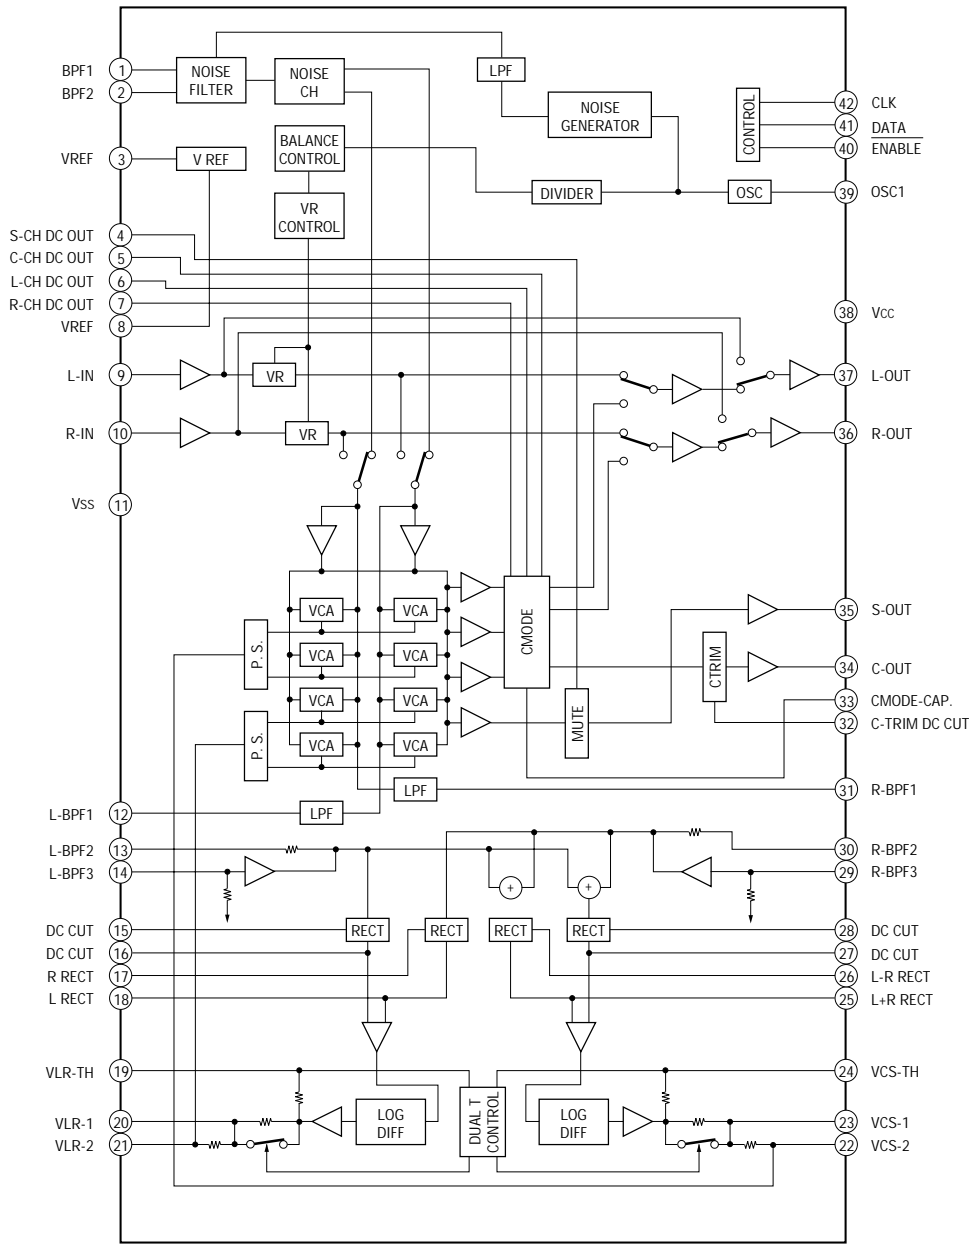 BPF1
1
BPF2
2
VREF
3
S-CH DC OUT
4
C-CH DC OUT
5
L-CH DC OUT
6
R-CH DC OUT
7
VREF
8
L-IN
9
R-IN
10
VSS
11
L-BPF1
12
L-BPF2
13
L-BPF3
14
DC CUT
15
DC CUT
16
R RECT
17
L RECT
18
VLR-TH
19
VLR-1
20
VLR-2
21
NOISE
FILTER
NOISE
CH
LPF
NOISE
GENERATOR
CONTROL
BALANCE
CONTROL
V REF
DIVIDER
OSC
VR
CONTROL
VR
VR
VCA
VCA
P. S.
VCA
VCA
VCA
VCA
P. S.
VCA
VCA
CMODE
CTRIM
MUTE
LPF
LPF
+
+
RECT
RECT
RECT
RECT
LOG
DIFF
DUAL T
CONTROL
LOG
DIFF
42
CLK
41
DATA
40
ENABLE
39
OSC1
38
VCC
37
L-OUT
36
R-OUT
35
S-OUT
34
C-OUT
33
CMODE-CAP.
32
C-TRIM DC CUT
31
R-BPF1
30
R-BPF2
29
R-BPF3
28
DC CUT
27
DC CUT
26
L-R RECT
25
L+R RECT
24
VCS-TH
23
VCS-1
22
VCS-2